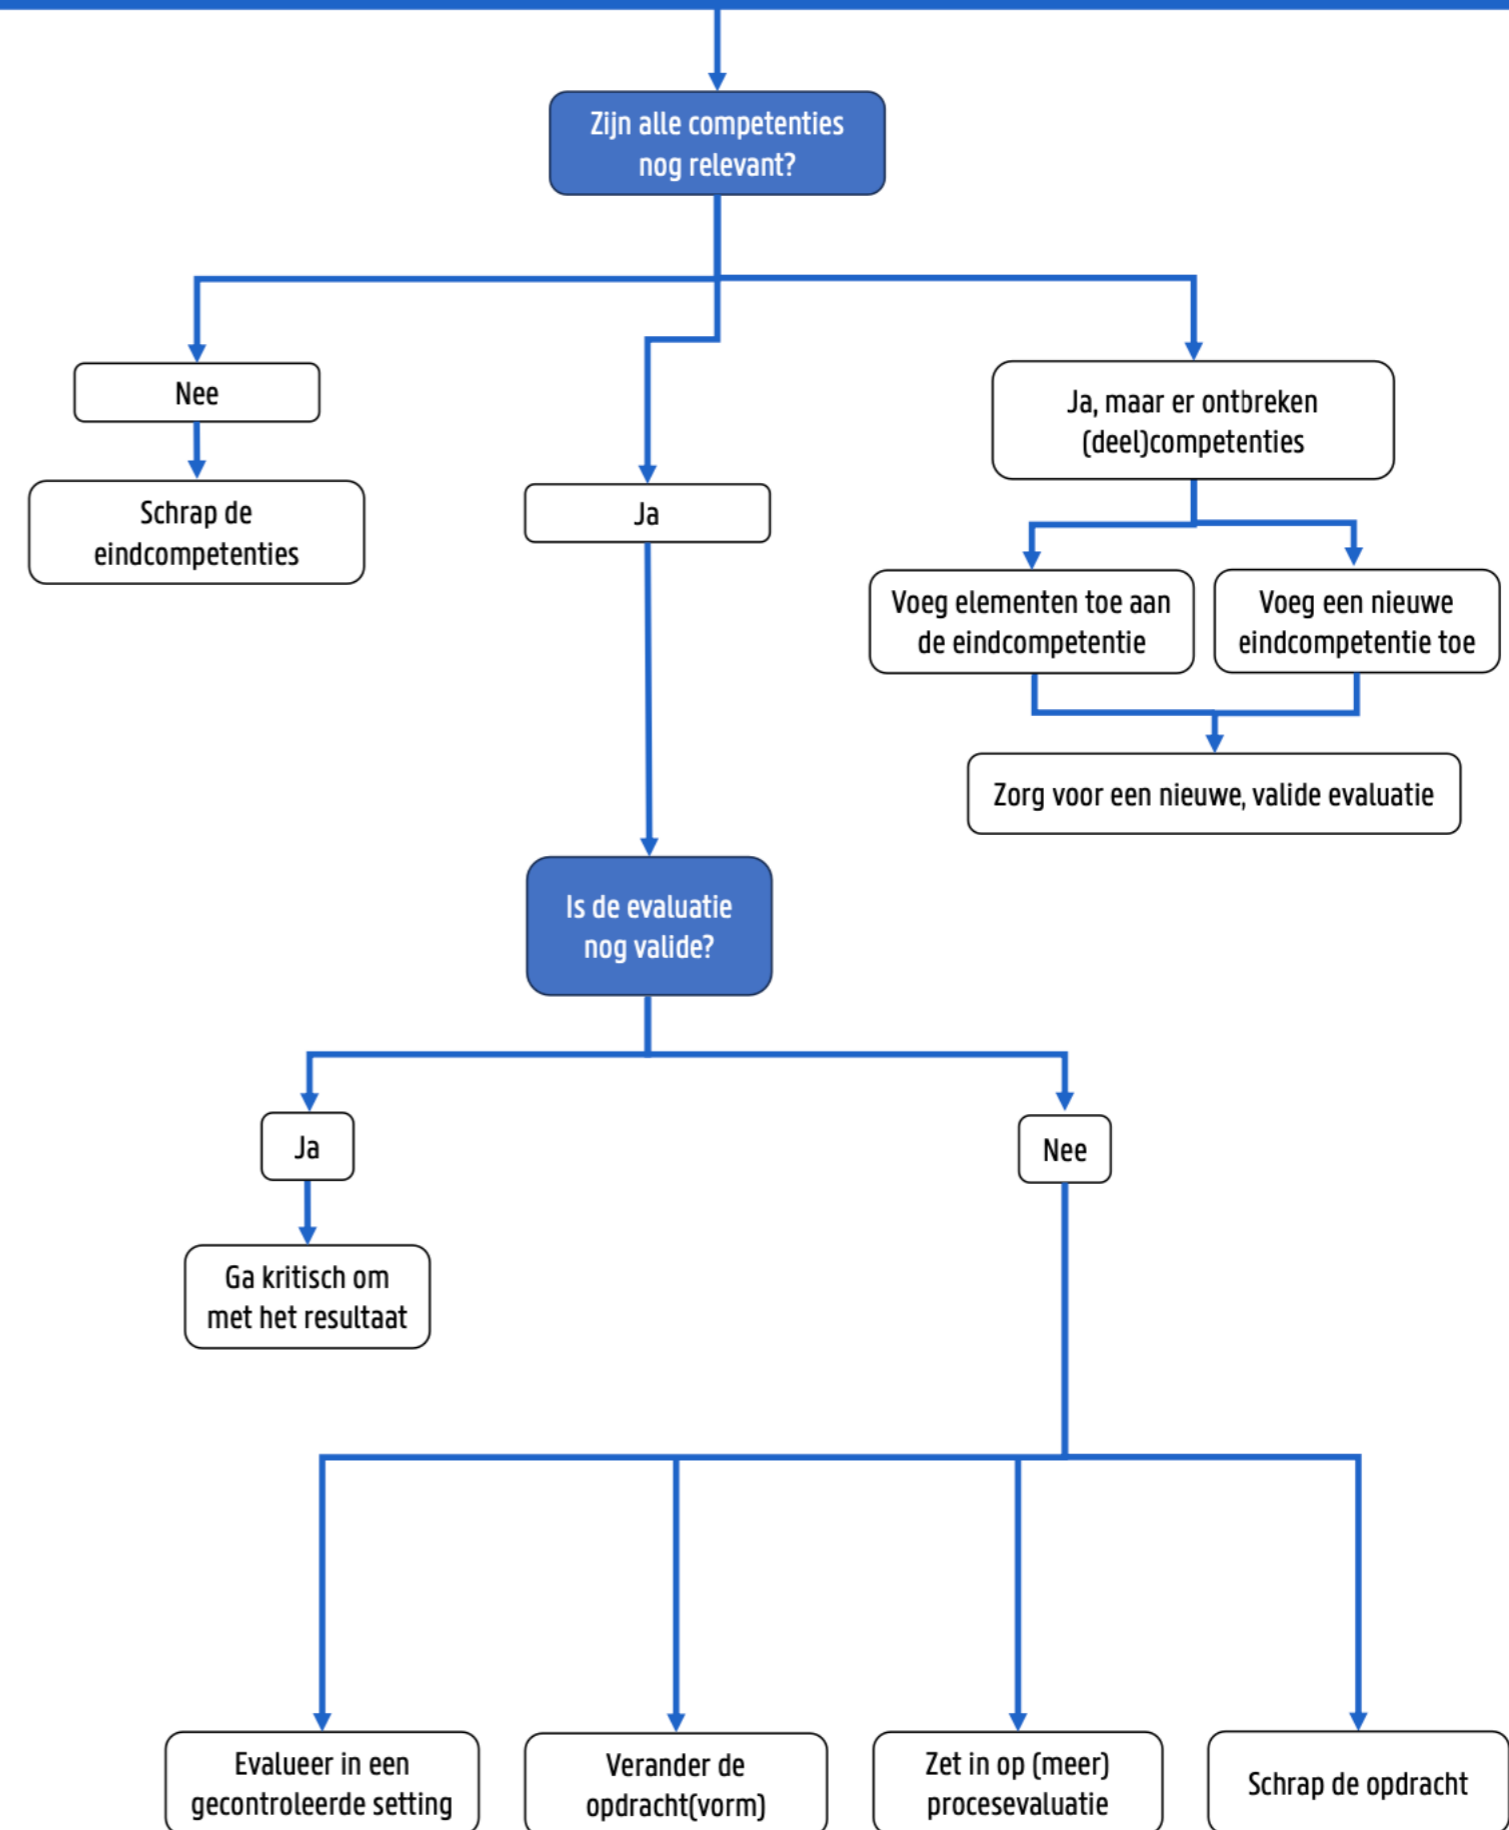 Zijn alle competenties
nog relevant?
Nee
Schrap de
eindcompetenties
Ja
Ja, maar er ontbreken
(deel)competenties
Voeg elementen toe aan
de eindcompetentie
Voeg een nieuwe
eindcompetentie toe
Zorg voor een nieuwe, valide evaluatie
Is de evaluatie
nog valide?
Ja
Ga kritisch om
met het resultaat
Nee
Evalueer in een
gecontroleerde setting
Verander de
opdracht(vorm)
Zet in op (meer)
procesevaluatie
Schrap de opdracht